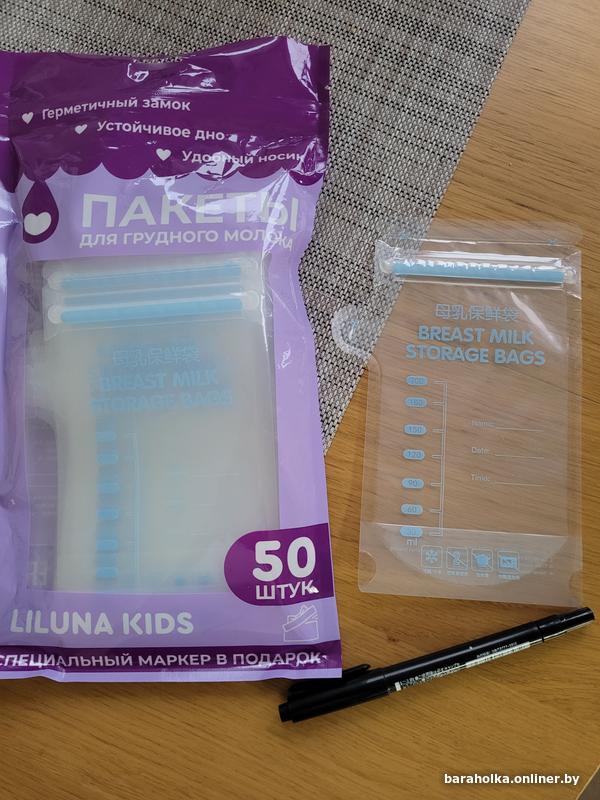 Герметичный замок
Устойчивое дно
Удобный носик
ПАКЕТЫ
ДЛЯ ГРУДНОГО МОЛОКА
母乳保鲜袋
BREAST MILK
STORAGE BAGS
50
ШТУК
LILUNA KIDS
СПЕЦИАЛЬНЫЙ МАРКЕР В ПОДАРОК
母乳保鲜袋
BREAST MILK
STORAGE BAGS
200
180
150
120
90
60
30
ml
Name:
Date:
Time:
baraholka.onliner.by